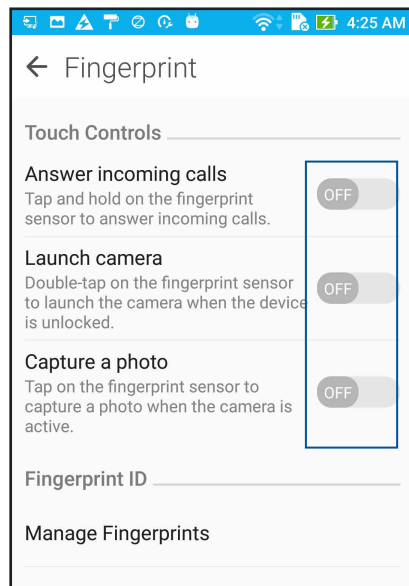 4:25 AM
Fingerprint
Touch Controls
Answer incoming calls
Tap and hold on the fingerprint
sensor to answer incoming calls.
OFF
Launch camera
Double-tap on the fingerprint sensor
to launch the camera when the device
is unlocked.
OFF
Capture a photo
Tap on the fingerprint sensor to
capture a photo when the camera is
active.
OFF
Fingerprint ID
Manage Fingerprints